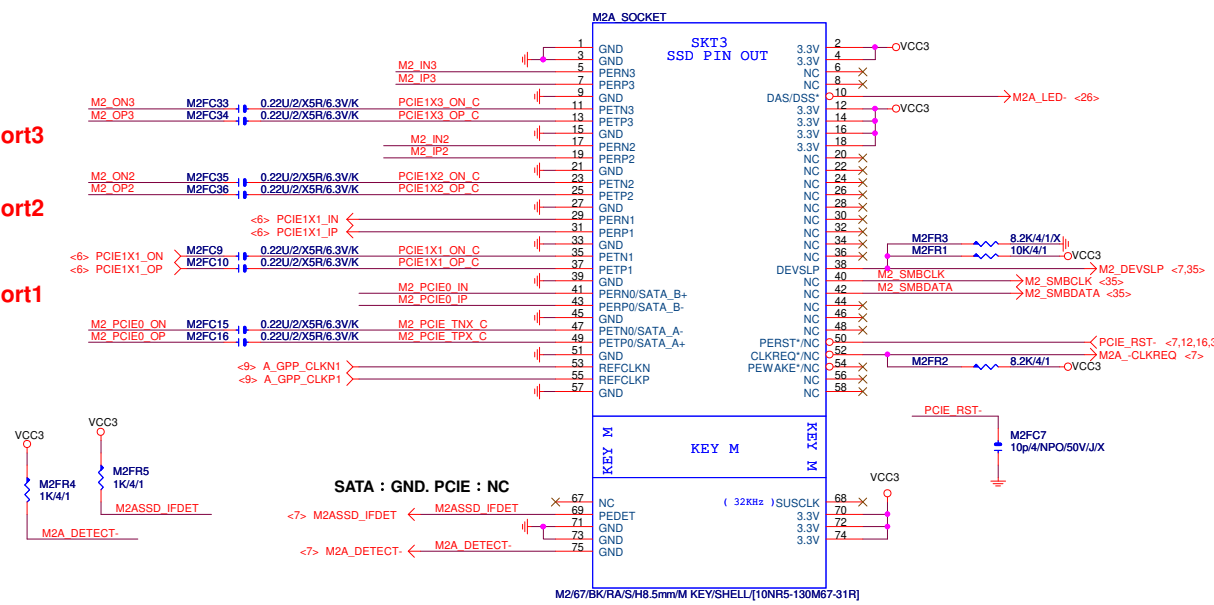 M2A SOCKET
SKT3
SSD PIN OUT
1 GND 3.3V 2 VCC3
3 GND 3.3V 4
M2_IN3 5 PERN3 NC 6
M2_IP3 7 PERP3 NC 8
9 GND DAS/DSS* 10 M2A_LED- <26>
M2_ON3 M2FC33 0.22U/2/X5R/6.3V/K PCIE1X3_ON_C 11 PETN3 3.3V 12 VCC3
M2_OP3 M2FC34 0.22U/2/X5R/6.3V/K PCIE1X3_OP_C 13 PETP3 3.3V 14
ort3
15 GND 3.3V 16
M2_IN2 17 PERN2 3.3V 18
M2_IP2 19 PERP2 NC 20
21 GND NC 22
M2_ON2 M2FC35 0.22U/2/X5R/6.3V/K PCIE1X2_ON_C 23 PETN2 NC 24
M2_OP2 M2FC36 0.22U/2/X5R/6.3V/K PCIE1X2_OP_C 25 PETP2 NC 26
ort2
27 GND NC 28
<6> PCIE1X1_IN 29 PERN1 NC 30
<6> PCIE1X1_IP 31 PERP1 NC 32
33 GND NC 34 M2FR3 8.2K/4/1/X
<6> PCIE1X1_ON M2FC9 0.22U/2/X5R/6.3V/K PCIE1X1_ON_C 35 PETN1 NC 36 M2FR1 10K/4/1 VCC3
<6> PCIE1X1_OP M2FC10 0.22U/2/X5R/6.3V/K PCIE1X1_OP_C 37 PETP1 DEVSLP 38 M2_DEVSLP <7,35>
39 GND NC 40 M2_SMBCLK M2_SMBCLK <35>
ort1
M2_PCIE0_IN 41 PERN0/SATA_B+ NC 42 M2_SMBDATA M2_SMBDATA <35>
M2_PCIE0_IP 43 PERP0/SATA_B- NC 44
45 GND NC 46
M2_PCIE0_ON M2FC15 0.22U/2/X5R/6.3V/K M2_PCIE_TNX_C 47 PETN0/SATA_A- NC 48
M2_PCIE0_OP M2FC16 0.22U/2/X5R/6.3V/K M2_PCIE_TPX_C 49 PETP0/SATA_A+ PERST*/NC 50 PCIE_RST- <7,12,16,3
51 GND CLKREQ*/NC 52 M2A_-CLKREQ <7>
<9> A_GPP_CLKN1 53 REFCLKN PEWAKE*/NC 54 M2FR2 8.2K/4/1 VCC3
<9> A_GPP_CLKP1 55 REFCLKP NC 56
57 GND NC 58
PCIE_RST-
M2FC7
10p/4/NPO/50V/J/X
KEY M KEY M KEY M
VCC3 VCC3
M2FR4
1K/4/1
M2FR5
1K/4/1
M2ASSD_IFDET
M2A_DETECT-
SATA : GND. PCIE : NC
VCC3
67 NC ( 32KHz )SUSCLK 68
<7> M2ASSD_IFDET M2ASSD_IFDET 69 PEDET 3.3V 70
71 GND 3.3V 72
73 GND 3.3V 74
<7> M2A_DETECT- M2A_DETECT- 75 GND
M2/67/BK/RA/S/H8.5mm/M KEY/SHELL/[10NR5-130M67-31R]